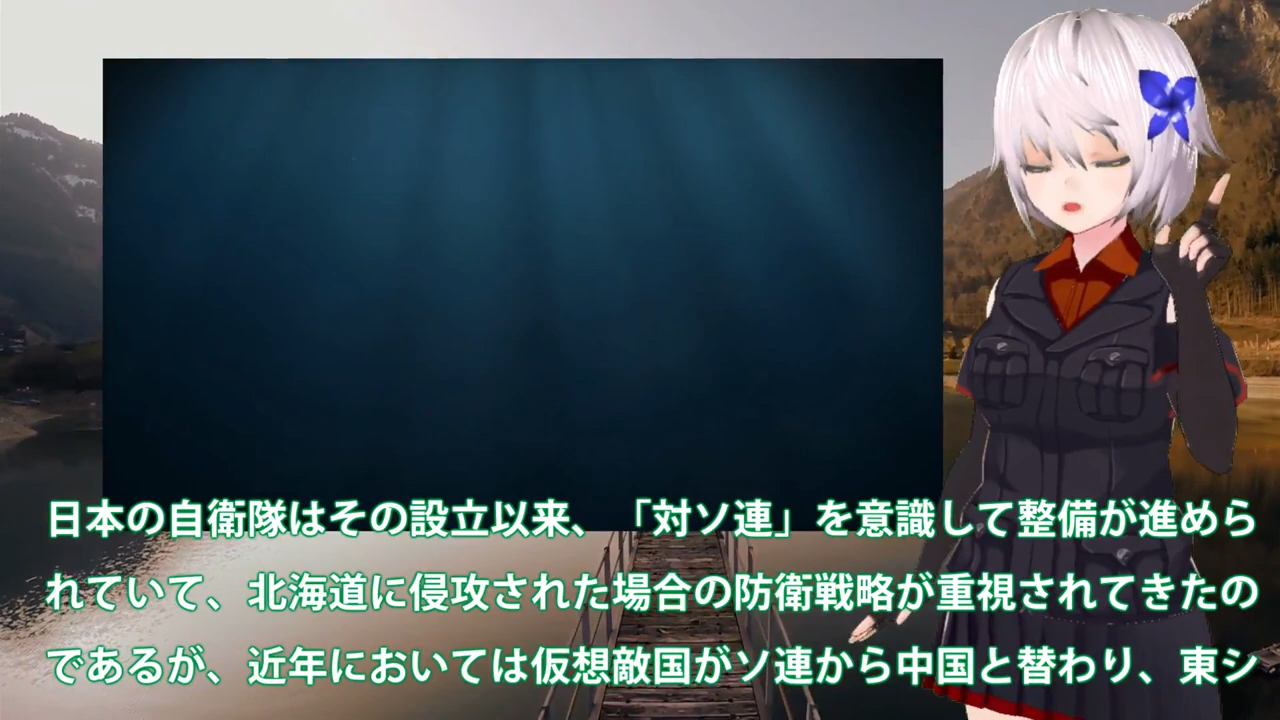 日本の自衛隊はその設立以来、「対ソ連」を意識して整備が進めら
れていて、北海道に侵攻された場合の防衛戦略が重視されてきたの
であるが、近年においては仮想敵国がソ連から中国と替わり、東シ